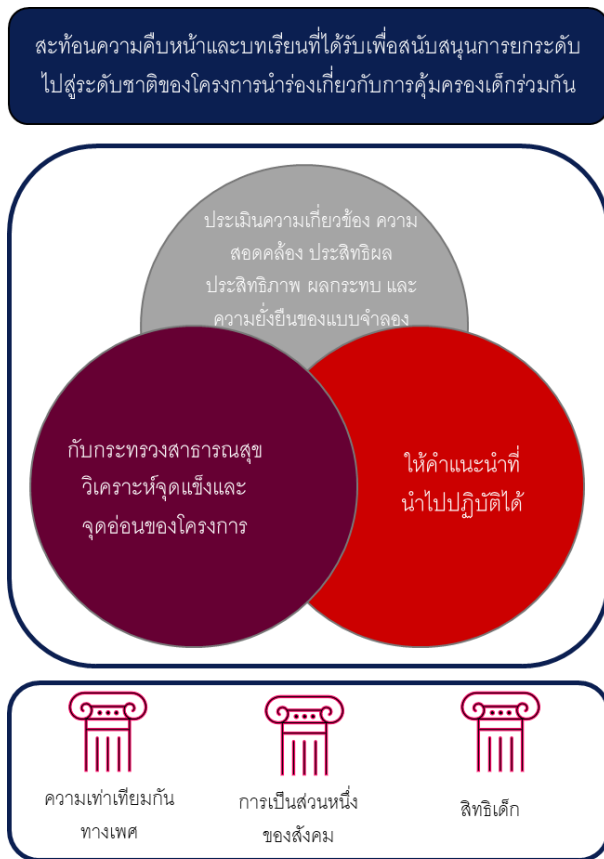 สะท้อนความคืบหน้าและบทเรียนที่ได้รับเพื่อสนับสนุนการยกระดับ
ไปสู่ระดับชาติของโครงการนำร่องเกี่ยวกับการคุ้มครองเด็กร่วมกัน
ประเมินความเกี่ยวข้อง ความ
สอดคล้อง ประสิทธิผล
ประสิทธิภาพ ผลกระทบ และ
ความยั่งยืนของแบบจำลอง
กับกระทรวงสาธารณสุข
วิเคราะห์จุดแข็งและ
จุดอ่อนของโครงการ
ให้คำแนะนำที่
นำไปปฏิบัติได้
ความเท่าเทียมกัน
ทางเพศ
การเป็นส่วนหนึ่ง
ของสังคม
สิทธิเด็ก